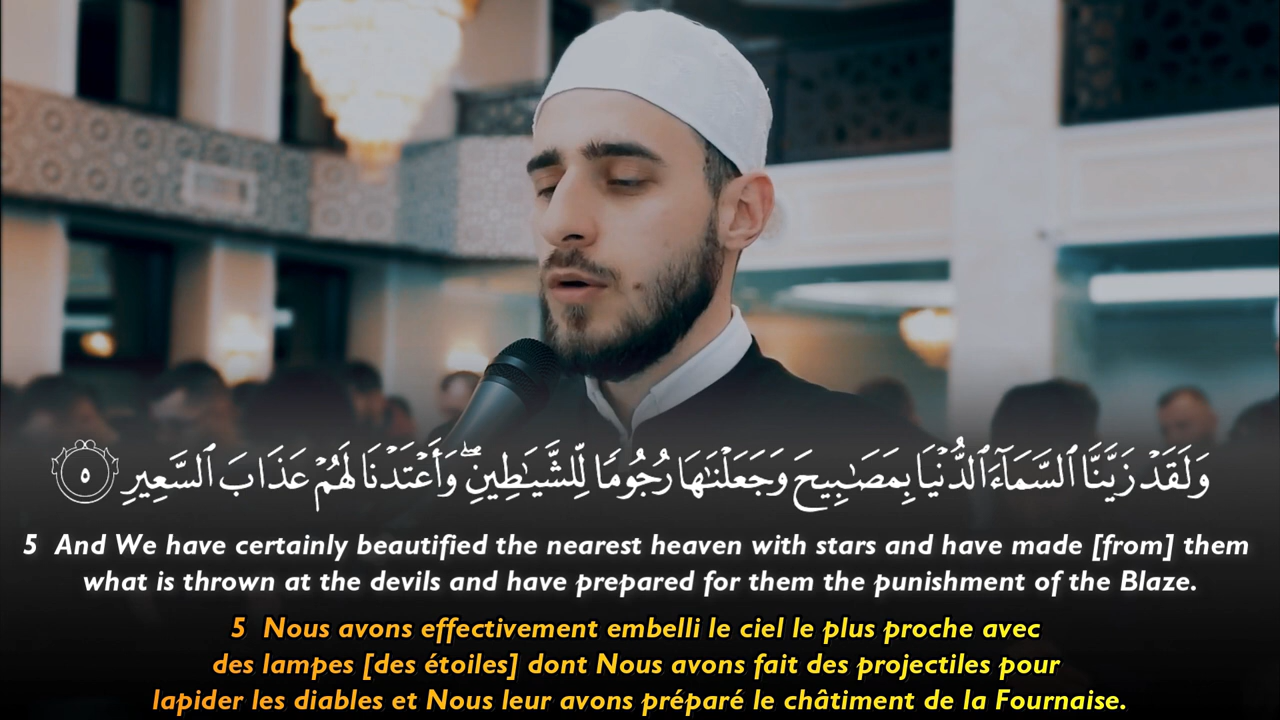 وَلَقَدْ زَيَّنَّا ٱلسَّمَآءَ ٱلدُّنْيَا بِمَصَٰبِيحَ وَجَعَلْنَٰهَا رُجُومًا لِّلشَّيَٰطِينِ ۖ وَأَعْتَدْنَا لَهُمْ عَذَابَ ٱلسَّعِيرِ ٥
5 And We have certainly beautified the nearest heaven with stars and have made [from] them
what is thrown at the devils and have prepared for them the punishment of the Blaze.
5 Nous avons effectivement embelli le ciel le plus proche avec
des lampes [des étoiles] dont Nous avons fait des projectiles pour
lapider les diables et Nous leur avons préparé le châtiment de la Fournaise.